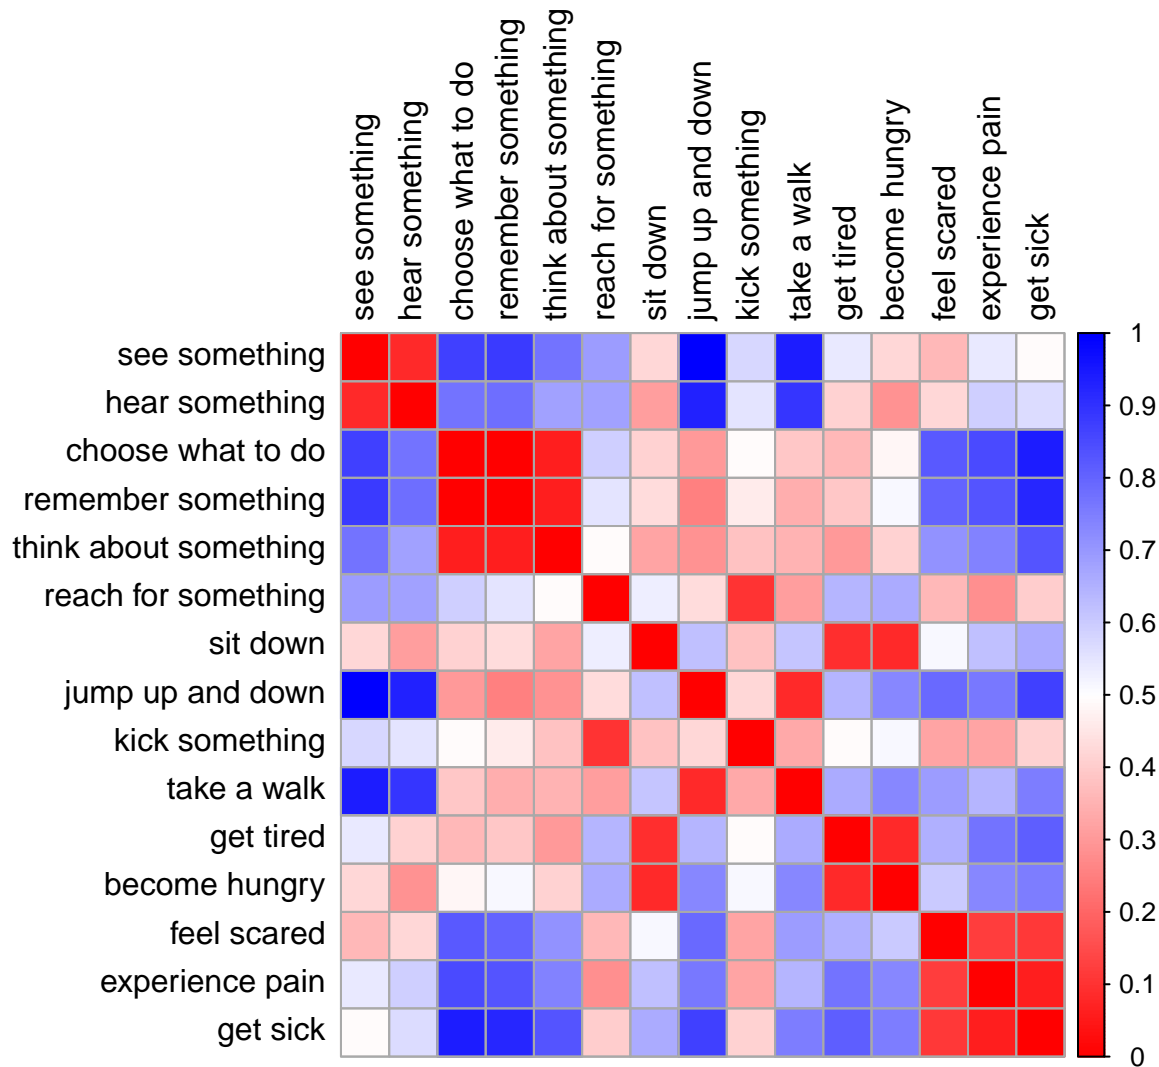 see something
hear something
choose what to do
remember something
think about something
reach for something
sit down
jump up and down
kick something
take a walk
get tired
become hungry
feel scared
experience pain
get sick
see something
hear something
choose what to do
remember something
think about something
reach for something
sit down
jump up and down
kick something
take a walk
get tired
become hungry
feel scared
experience pain
get sick
1
0.9
0.8
0.7
0.6
0.5
0.4
0.3
0.2
0.1
0